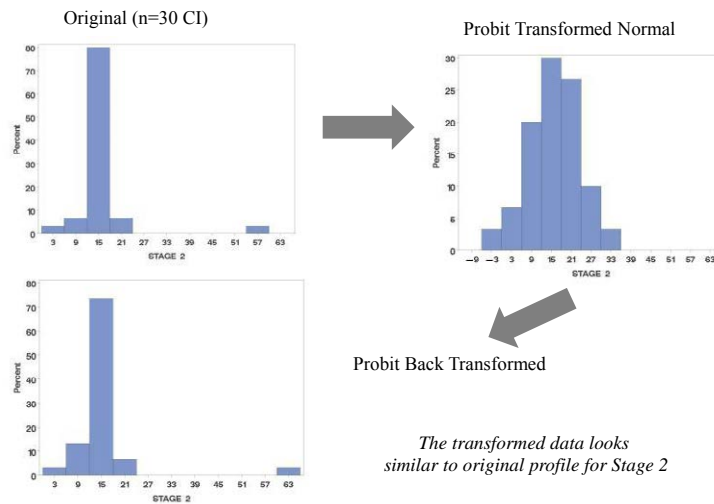 Original (n=30 CI)
Probit Transformed Normal
80
70
60
50
40
30
20
10
0
Percent
3 9 15 21 27 33 39 45 51 57 63
STAGE 2
30
25
20
15
10
5
0
Percent
−9 −3 3 9 15 21 27 33 39 45 51 57 63
STAGE 2
80
70
60
50
40
30
20
10
0
Percent
3 9 15 21 27 33 39 45 51 57 63
STAGE 2
Probit Back Transformed
The transformed data looks
similar to original profile for Stage 2